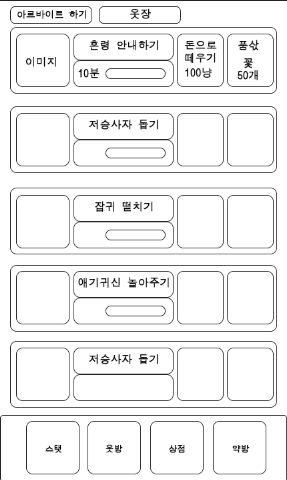 아르바이트 하기
옷장
이미지
혼령 안내하기
10분
돈으로
떼우기
100냥
품삯
꽃
50개
저승사자 돕기
잡귀 떨치기
애기귀신 놀아주기
저승사자 돕기
스탯
옷방
상점
약방